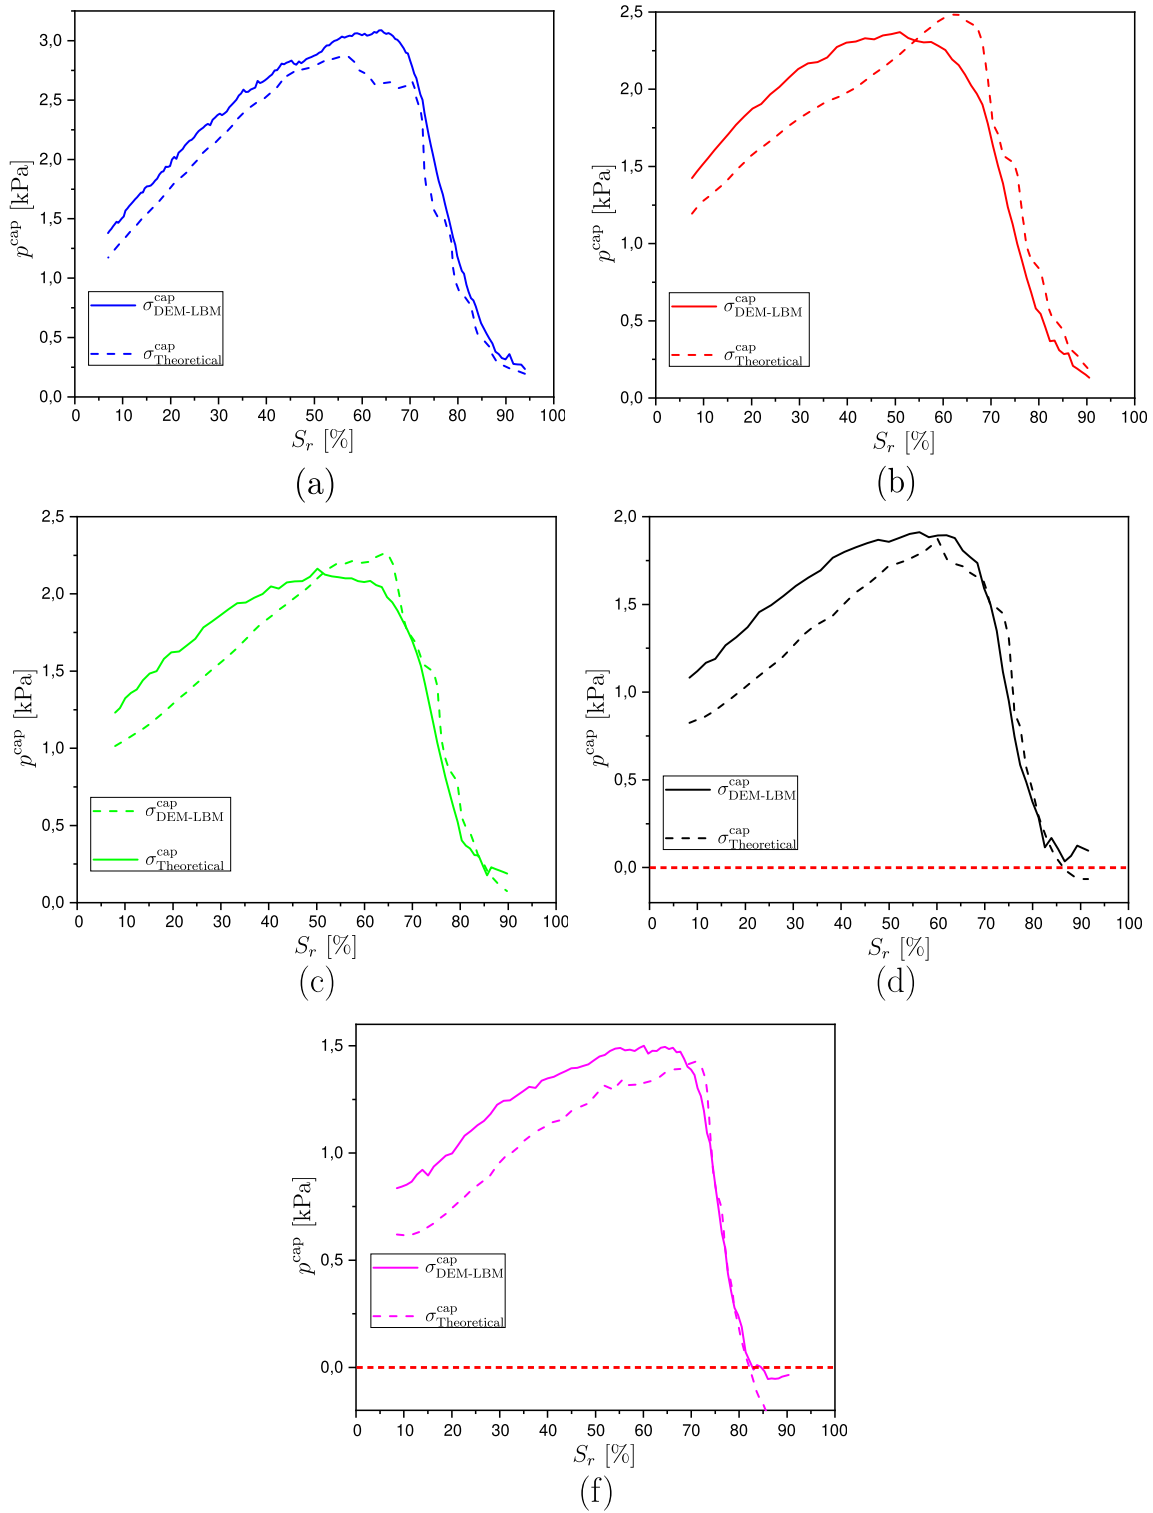 3,0
2,5
2,0
1,5
1,0
0,5
0,0
p^cap [kPa]
σ^cap_DEM-LBM
σ^cap_Theoretical
0 10 20 30 40 50 60 70 80 90 100
S_r [%]
(a)
2,5
2,0
1,5
1,0
0,5
0,0
p^cap [kPa]
σ^cap_DEM-LBM
σ^cap_Theoretical
0 10 20 30 40 50 60 70 80 90 100
S_r [%]
(b)
2,5
2,0
1,5
1,0
0,5
0,0
p^cap [kPa]
σ^cap_DEM-LBM
σ^cap_Theoretical
0 10 20 30 40 50 60 70 80 90 100
S_r [%]
(c)
2,0
1,5
1,0
0,5
0,0
p^cap [kPa]
σ^cap_DEM-LBM
σ^cap_Theoretical
0 10 20 30 40 50 60 70 80 90 100
S_r [%]
(d)
1,5
1,0
0,5
0,0
p^cap [kPa]
σ^cap_DEM-LBM
σ^cap_Theoretical
0 10 20 30 40 50 60 70 80 90 100
S_r [%]
(f)